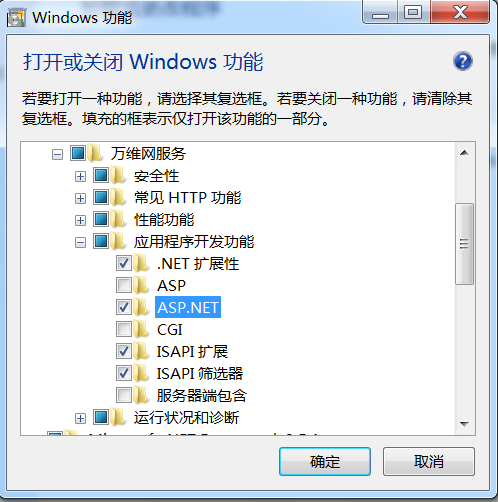 Windows 功能
打开或关闭 Windows 功能
若要打开一种功能，请选择其复选框。若要关闭一种功能，请清除其
复选框。填充的框表示仅打开该功能的一部分。
万维网服务
安全性
常见 HTTP 功能
性能功能
应用程序开发功能
.NET 扩展性
ASP
ASP.NET
CGI
ISAPI 扩展
ISAPI 筛选器
服务器端包含
运行状况和诊断
确定
取消